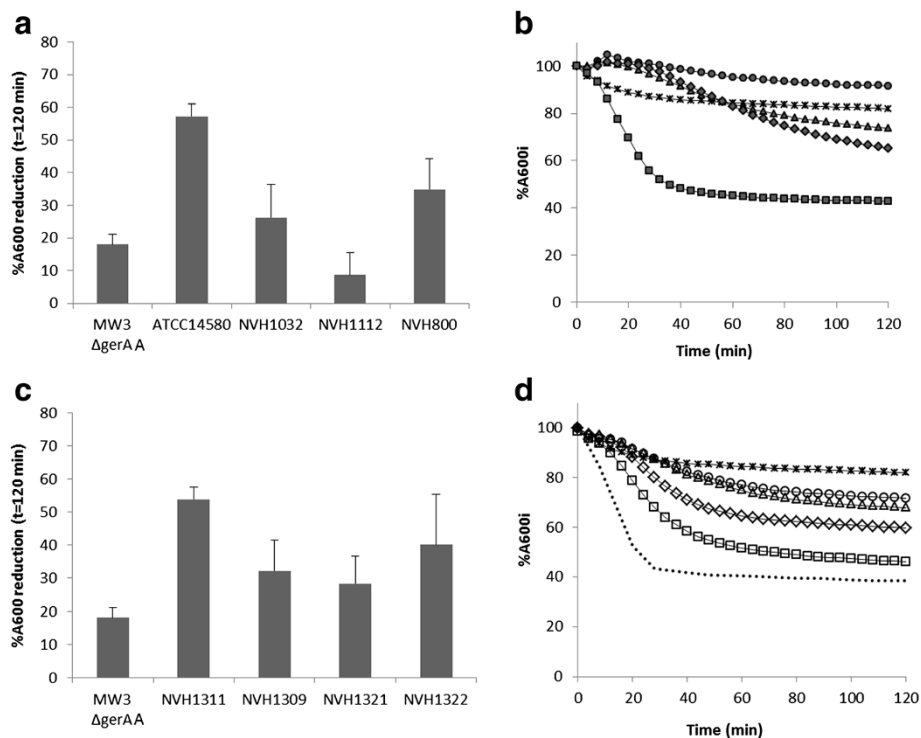 a
%A600 reduction (t=120 min)
80
70
60
50
40
30
20
10
0
MW3 ATCC14580 NVH1032 NVH1112 NVH800
ΔgerAA
b
%A600i
100
80
60
40
20
0
0 20 40 60 80 100 120
Time (min)
c
%A600 reduction (t=120 min)
80
70
60
50
40
30
20
10
0
MW3 NVH1311 NVH1309 NVH1321 NVH1322
ΔgerAA
d
%A600i
100
80
60
40
20
0
0 20 40 60 80 100 120
Time (min)